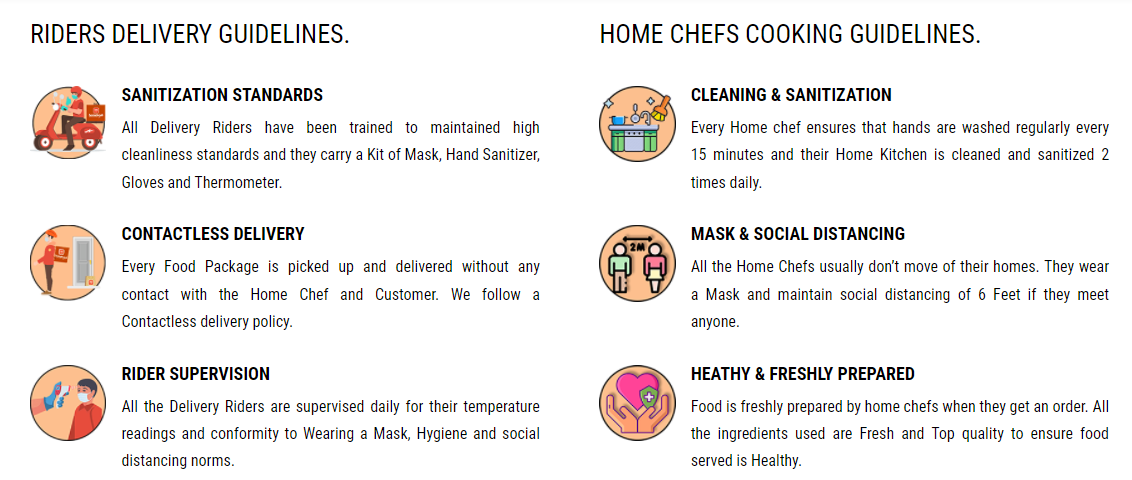 RIDERS DELIVERY GUIDELINES.
SANITIZATION STANDARDS
All Delivery Riders have been trained to maintained high
cleanliness standards and they carry a Kit of Mask, Hand Sanitizer,
Gloves and Thermometer.
CONTACTLESS DELIVERY
Every Food Package is picked up and delivered without any
contact with the Home Chef and Customer. We follow a
Contactless delivery policy.
RIDER SUPERVISION
All the Delivery Riders are supervised daily for their temperature
readings and conformity to Wearing a Mask, Hygiene and social
distancing norms.
HOME CHEFS COOKING GUIDELINES.
CLEANING & SANITIZATION
Every Home chef ensures that hands are washed regularly every
15 minutes and their Home Kitchen is cleaned and sanitized 2
times daily.
2M
MASK & SOCIAL DISTANCING
All the Home Chefs usually don't move of their homes. They wear
a Mask and maintain social distancing of 6 Feet if they meet
anyone.
HEATHY & FRESHLY PREPARED
Food is freshly prepared by home chefs when they get an order. All
the ingredients used are Fresh and Top quality to ensure food
served is Healthy.